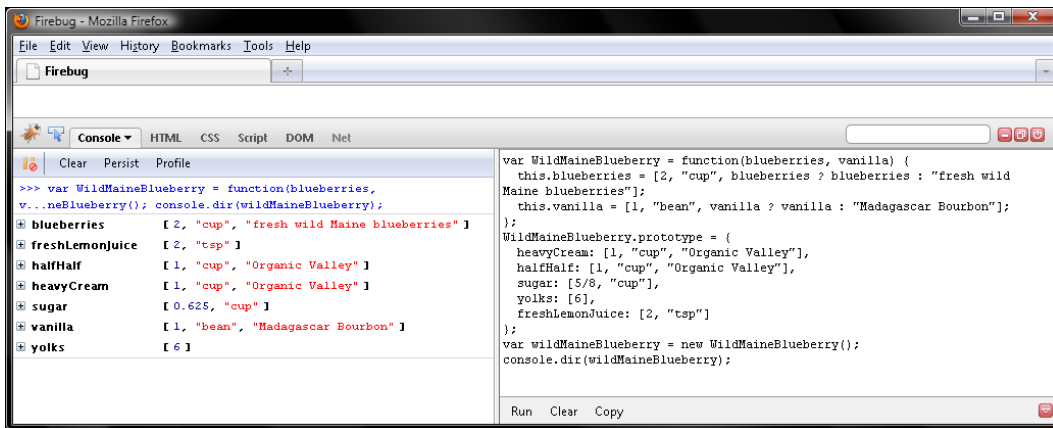 Firebug - Mozilla Firefox
File Edit View History Bookmarks Tools Help
Firebug
Console HTML CSS Script DOM Net
Clear Persist Profile
>>> var WildMaineBlueberry = function(blueberries,
v...neBlueberry(); console.dir(wildMaineBlueberry);
blueberries [ 2, "cup", "fresh wild Maine blueberries" ]
freshLemonJuice [ 2, "tsp" ]
halfHalf [ 1, "cup", "Organic Valley" ]
heavyCream [ 1, "cup", "Organic Valley" ]
sugar [ 0.625, "cup" ]
vanilla [ 1, "bean", "Madagascar Bourbon" ]
yolks [ 6 ]
var WildMaineBlueberry = function(blueberries, vanilla) {
this.blueberries = [2, "cup", blueberries ? blueberries : "fresh wild
Maine blueberries"];
this.vanilla = [1, "bean", vanilla ? vanilla : "Madagascar Bourbon"];
};
WildMaineBlueberry.prototype = {
heavyCream: [1, "cup", "Organic Valley"],
halfHalf: [1, "cup", "Organic Valley"],
sugar: [5/8, "cup"],
yolks: [6],
freshLemonJuice: [2, "tsp"]
};
var wildMaineBlueberry = new WildMaineBlueberry();
console.dir(wildMaineBlueberry);
Run Clear Copy